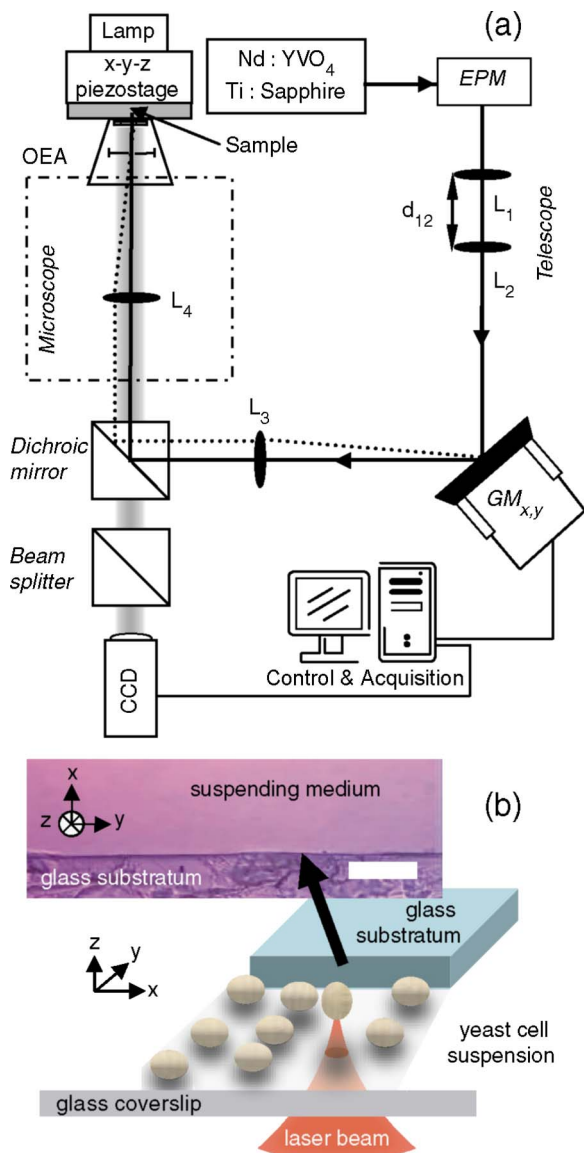 (a)
Lamp
x-y-z
piezostage
Nd : YVO4
Ti : Sapphire
EPM
Sample
OEA
L1
d12
L2
Telescope
Microscope
L4
L3
Dichroic
mirror
GMx,y
Beam
splitter
CCD
Control & Acquisition
(b)
x
z
y
suspending medium
glass substratum
glass
substratum
z
y
x
yeast cell
suspension
glass coverslip
laser beam